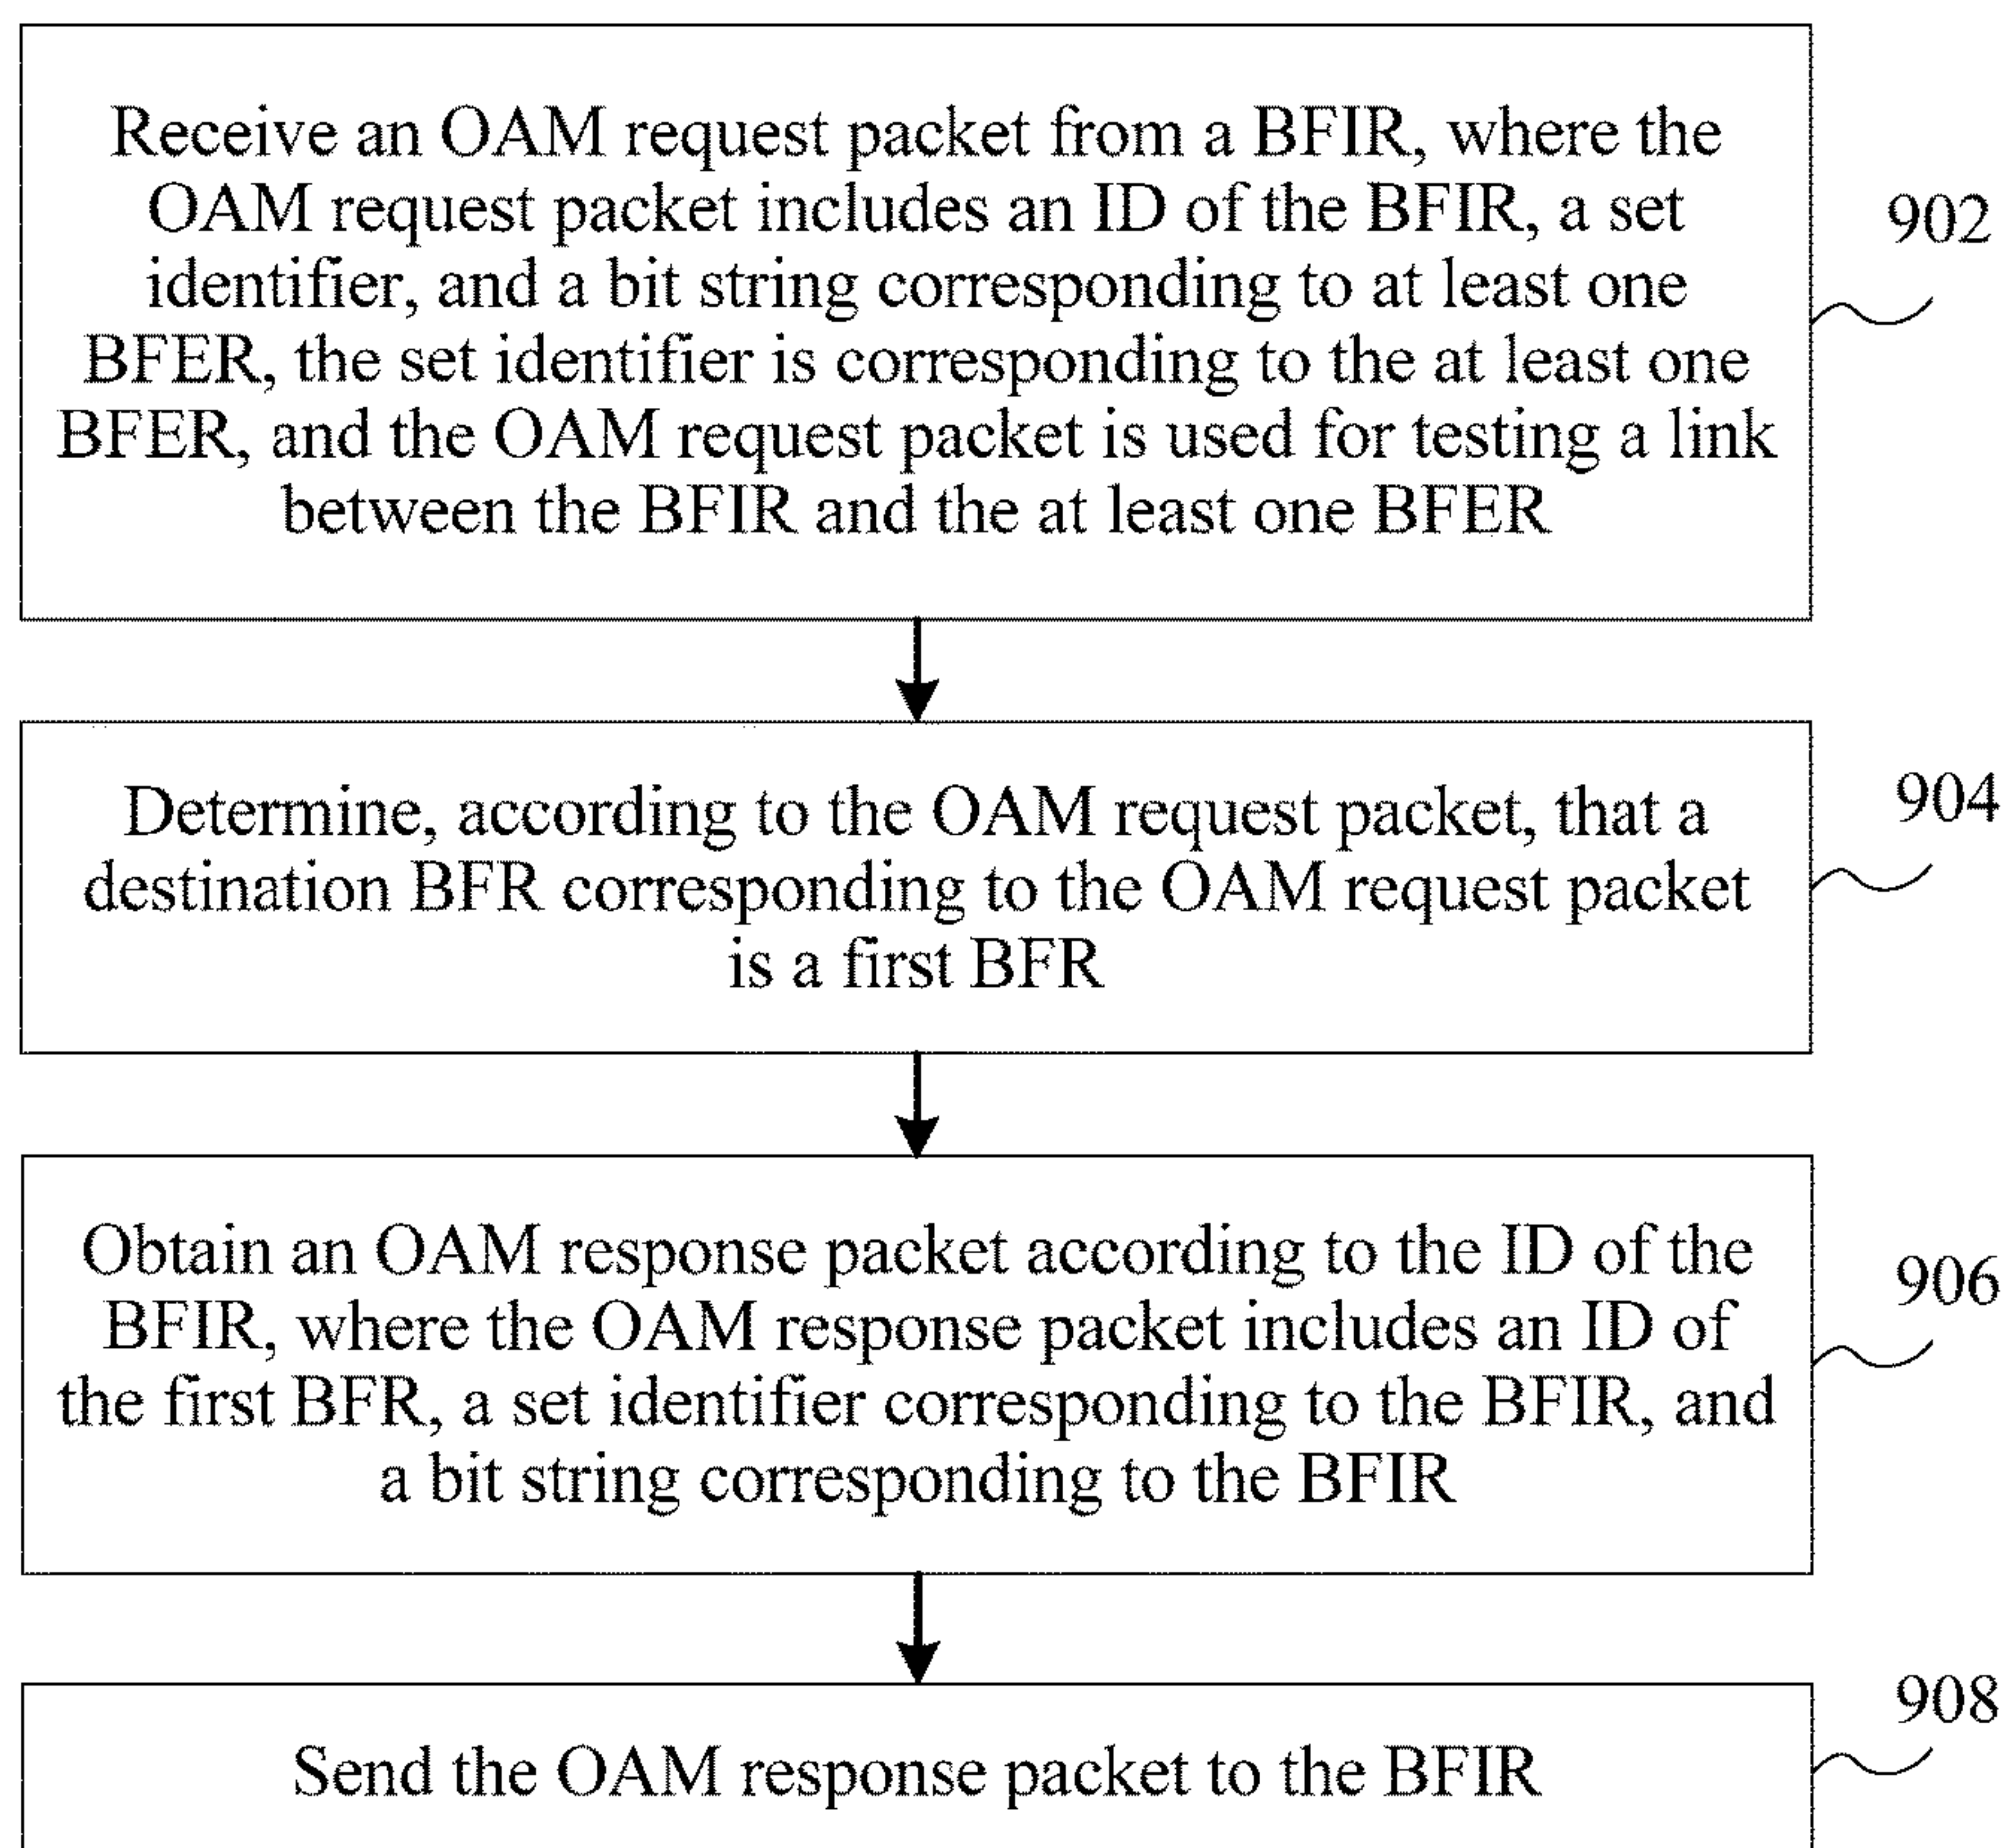 Receive an OAM request packet from a BFIR, where the
OAM request packet includes an ID of the BFIR, a set
identifier, and a bit string corresponding to at least one
BFER, the set identifier is corresponding to the at least one
BFER, and the OAM request packet is used for testing a link
between the BFIR and the at least one BFER
902
Determine, according to the OAM request packet, that a
destination BFR corresponding to the OAM request packet
is a first BFR
904
Obtain an OAM response packet according to the ID of the
BFIR, where the OAM response packet includes an ID of
the first BFR, a set identifier corresponding to the BFIR, and
a bit string corresponding to the BFIR
906
Send the OAM response packet to the BFIR
908